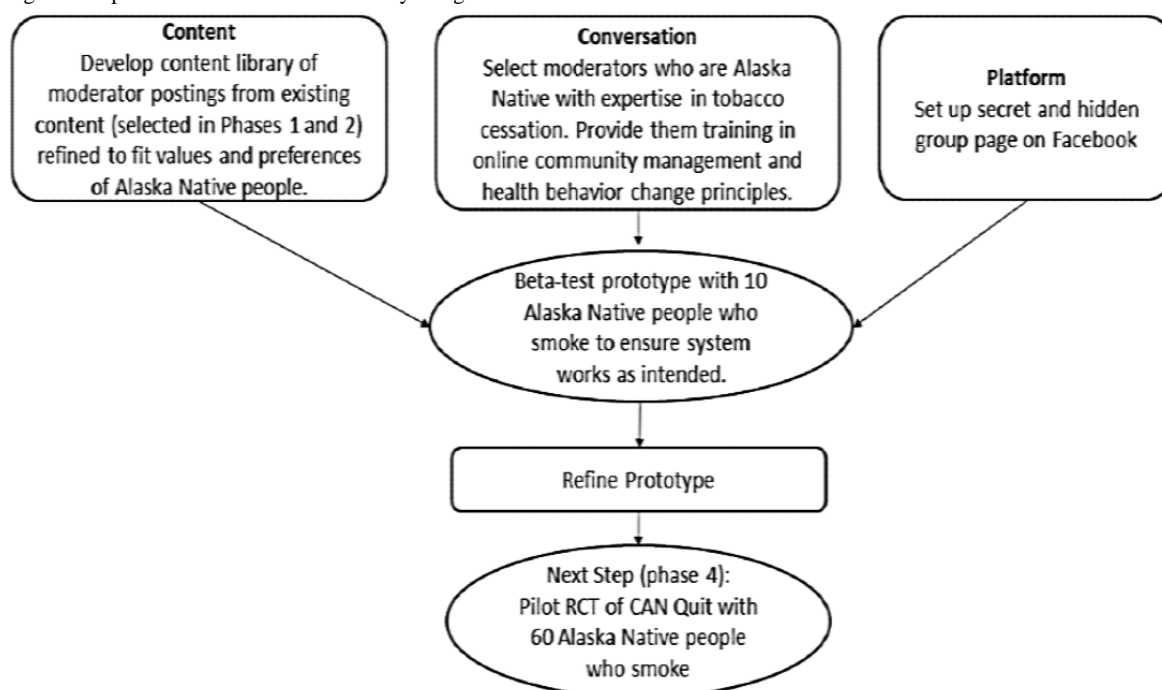 Content
Develop content library of
moderator postings from existing
content (selected in Phases 1 and 2)
refined to fit values and preferences
of Alaska Native people.
Conversation
Select moderators who are Alaska
Native with expertise in tobacco
cessation. Provide them training in
online community management and
health behavior change principles.
Platform
Set up secret and hidden
group page on Facebook
Beta-test prototype with 10
Alaska Native people who
smoke to ensure system
works as intended.
Refine Prototype
Next Step (phase 4):
Pilot RCT of CAN Quit with
60 Alaska Native people
who smoke